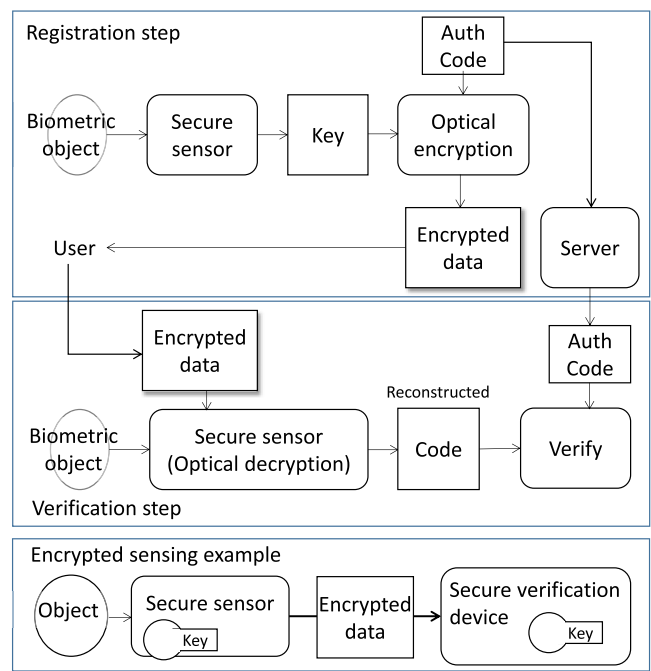 Registration step
Auth
Code
Biometric
object
Secure
sensor
Key
Optical
encryption
User
Encrypted
data
Server
Encrypted
data
Auth
Code
Reconstructed
Biometric
object
Secure sensor
(Optical decryption)
Code
Verify
Verification step
Encrypted sensing example
Object
Secure sensor
Key
Encrypted
data
Secure verification
device
Key